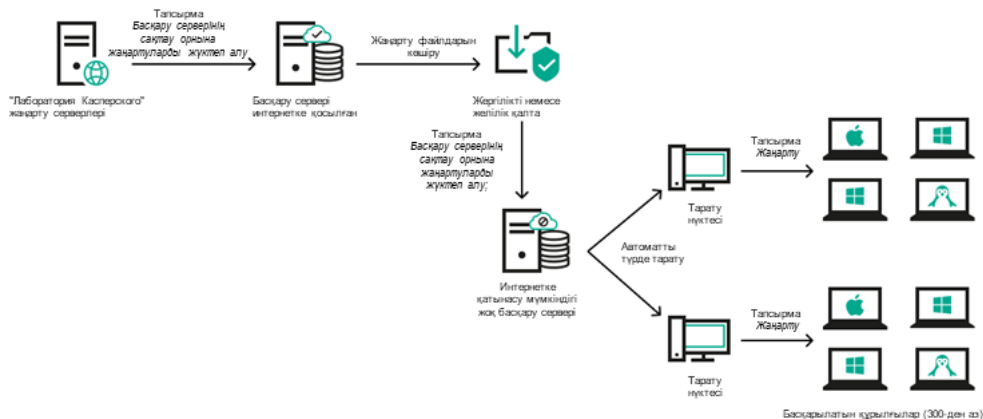 Тапсырма
Басқару серверінің
сақтау орнына
жаңартуларды жүктеп алу
"Лаборатория Касперского"
жаңарту серверлері
Басқару сервері
интернетке қосылған
Жаңарту файлдарын
көшіру
Жергілікті немесе
желілік қалта
Тапсырма
Басқару серверінің
сақтау орнына
жаңартуларды
жүктеп алу;
Интернетке
қатынасу мүмкіндігі
жоқ басқару сервері
Автоматты
түрде тарату
Тарату
нүктесі
Тапсырма
Жаңарту
Тарату
нүктесі
Тапсырма
Жаңарту
Басқарылатын құрылғылар (300-ден аз)